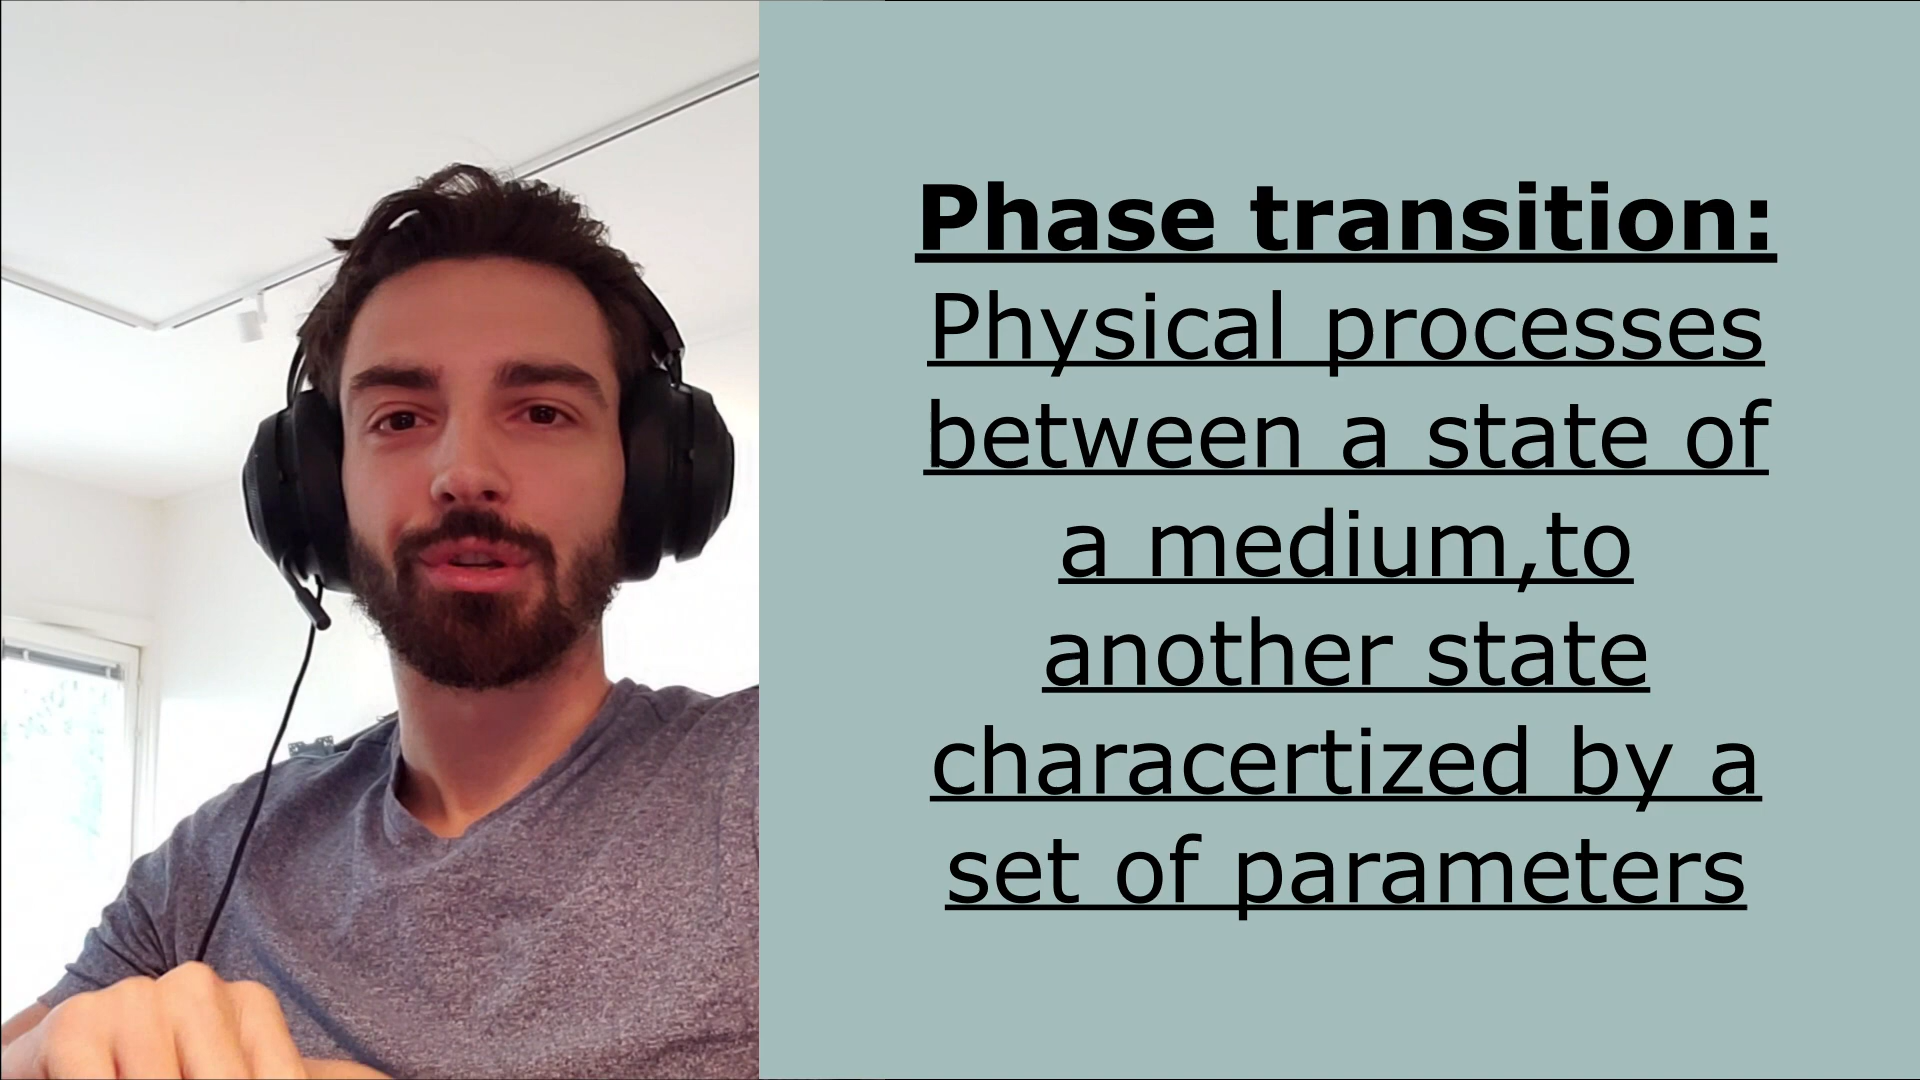 Phase transition:
Physical processes
between a state of
a medium,to
another state
characertized by a
set of parameters